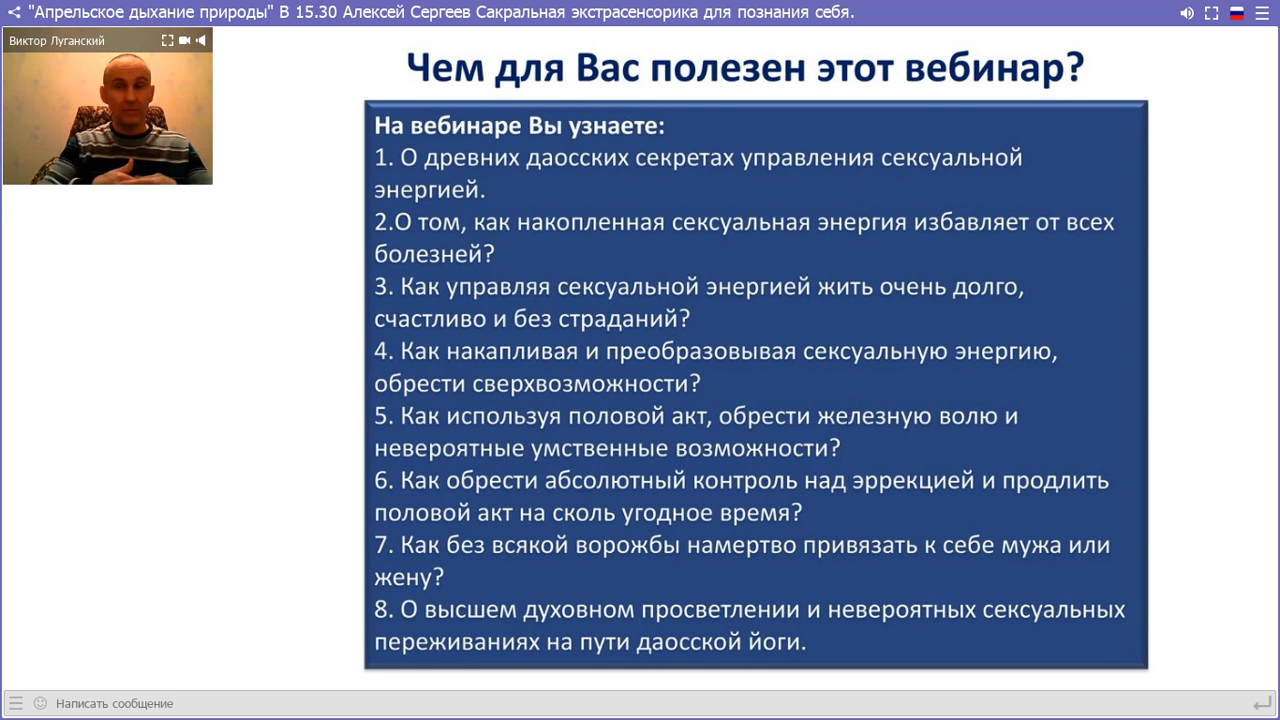 "Апрельское дыхание природы" В 15.30 Алексей Сергеев Сакральная экстрасенсорика для познания себя.
Виктор Луганский
Чем для Вас полезен этот вебинар?
На вебинаре Вы узнаете:
1. О древних даосских секретах управления сексуальной
энергией.
2.О том, как накопленная сексуальная энергия избавляет от всех
болезней?
3. Как управляя сексуальной энергией жить очень долго,
счастливо и без страданий?
4. Как накапливая и преобразовывая сексуальную энергию,
обрести сверхвозможности?
5. Как используя половой акт, обрести железную волю и
невероятные умственные возможности?
6. Как обрести абсолютный контроль над эррекцией и продлить
половой акт на сколь угодное время?
7. Как без всякой ворожбы намертво привязать к себе мужа или
жену?
8. О высшем духовном просветлении и невероятных сексуальных
переживаниях на пути даосской йоги.
Написать сообщение